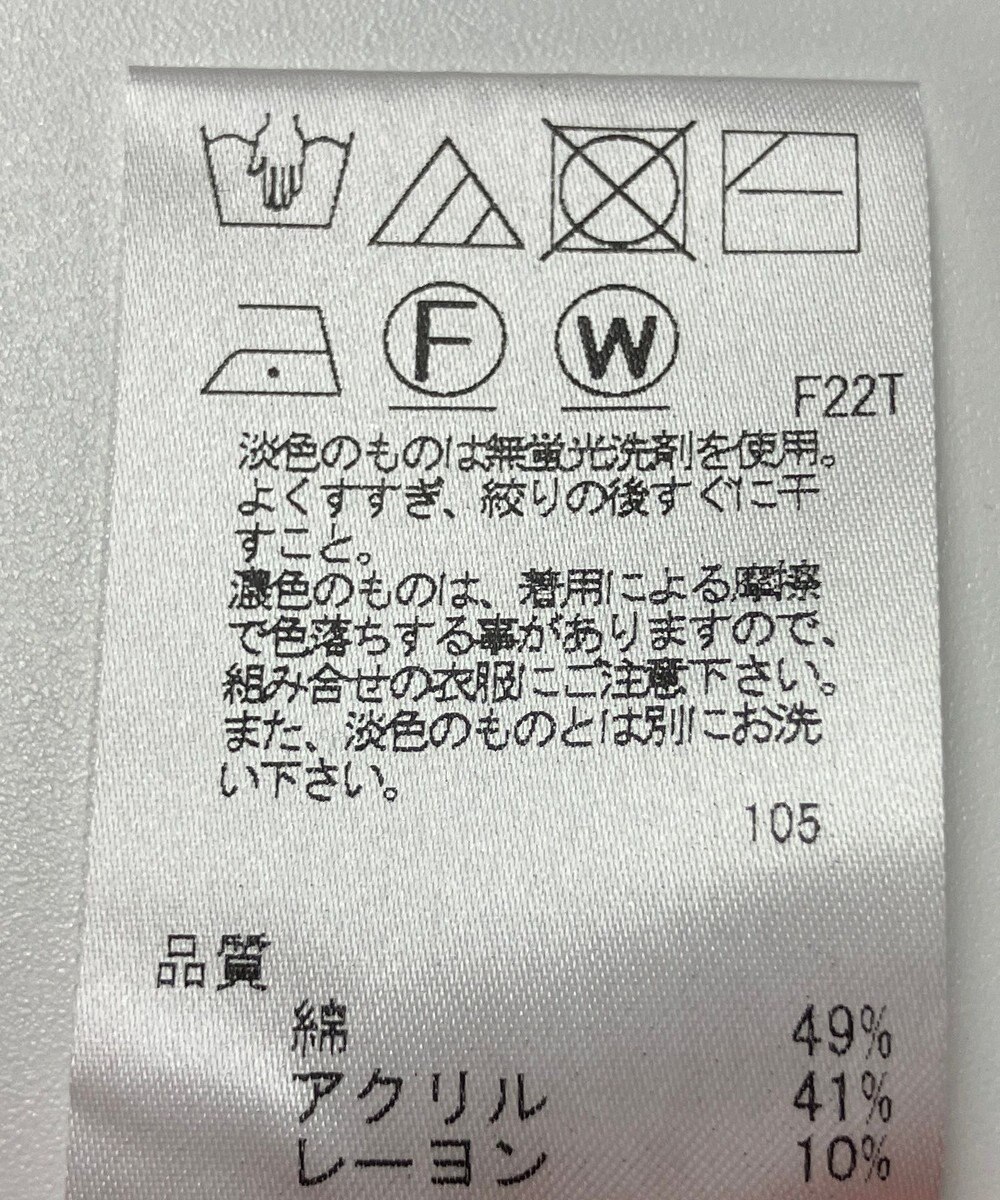 F
W
F22T
淡色のものは無蛍光洗剤を使用。
よくすすぎ、絞りの後すぐに干
すこと。
濃色のものは、着用による摩擦
で色落ちする事がありますので、
組み合せの衣服にご注意下さい。
また、淡色のものとは別にお洗
い下さい。
105
品質
綿 49%
アクリル 41%
レーヨン 10%